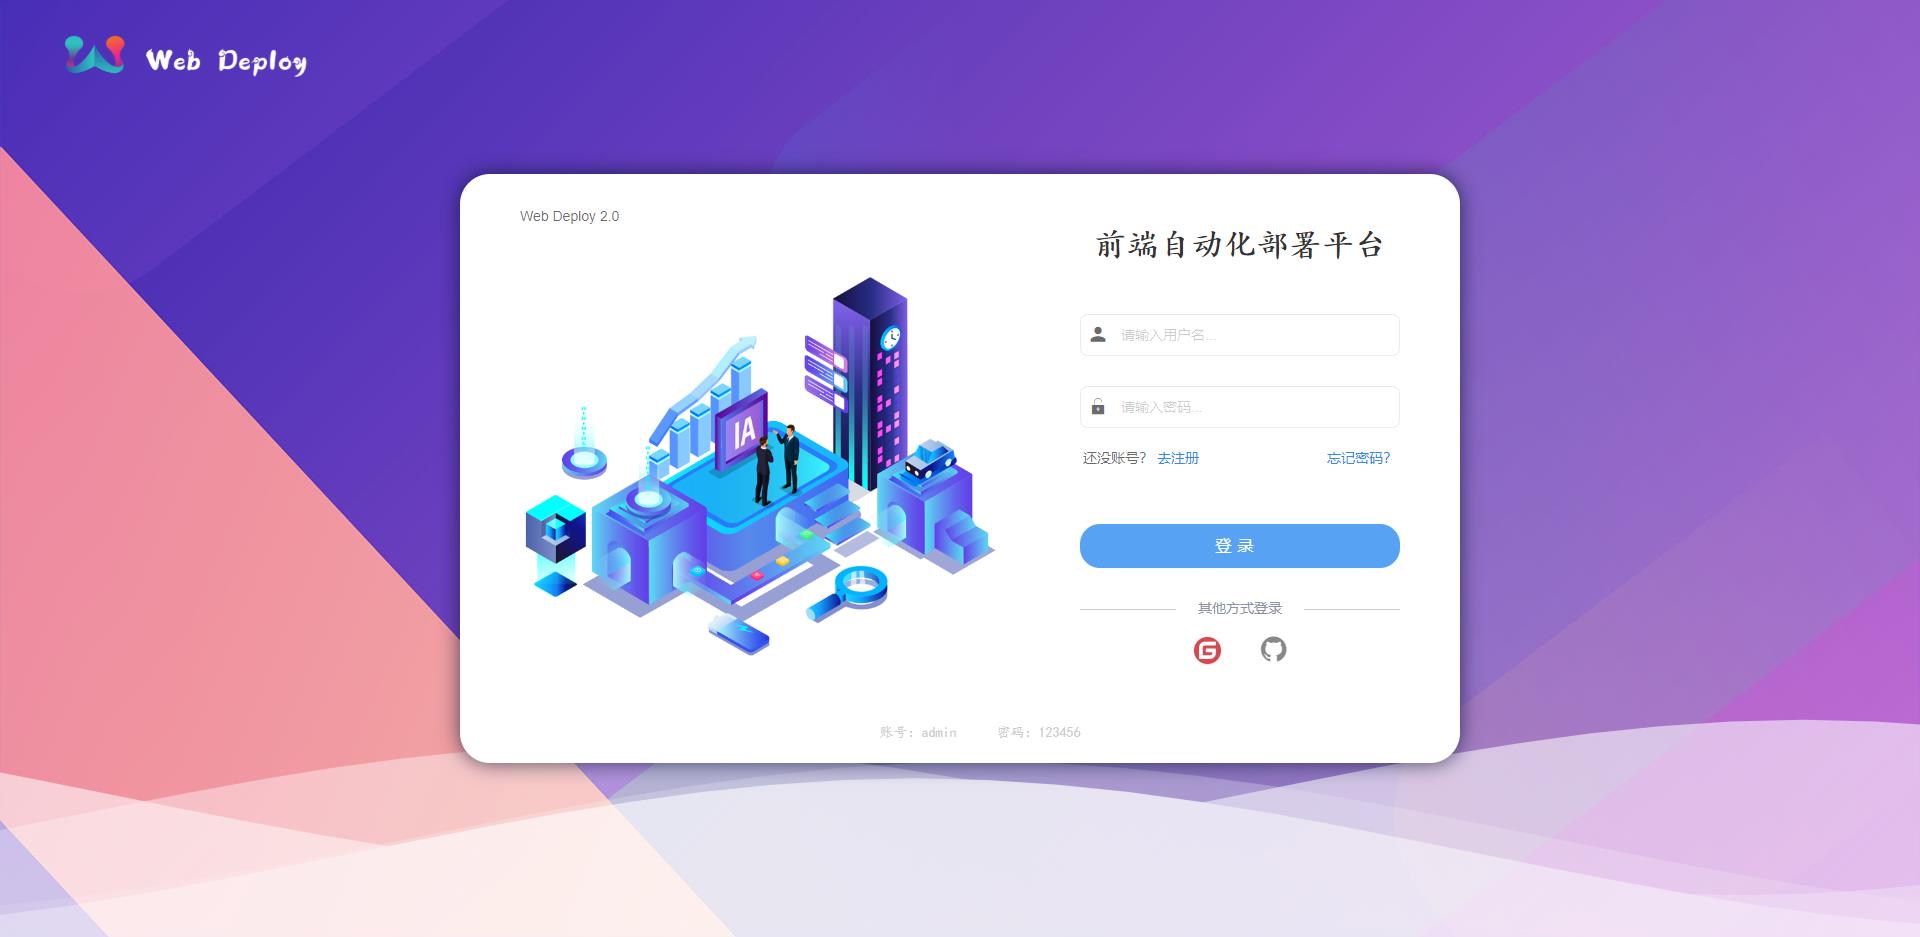 Web Deploy
Web Deploy 2.0
前端自动化部署平台
IA
请输入用户名...
请输入密码...
还没账号? 去注册 忘记密码?
登录
其他方式登录
账号: admin 密码: 123456